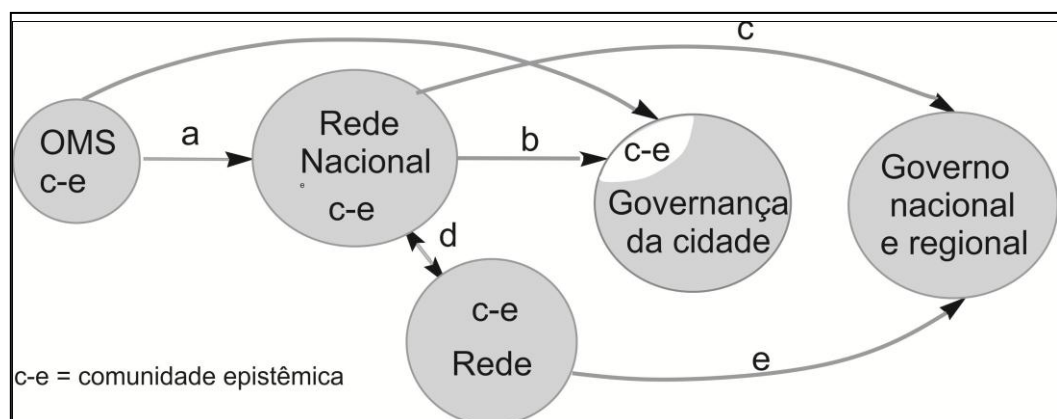 c
OMS
c-e
a
Rede
Nacional
e
c-e
b
c-e
Governança
da cidade
Governo
nacional
e regional
d
c-e
Rede
e
c-e = comunidade epistêmica